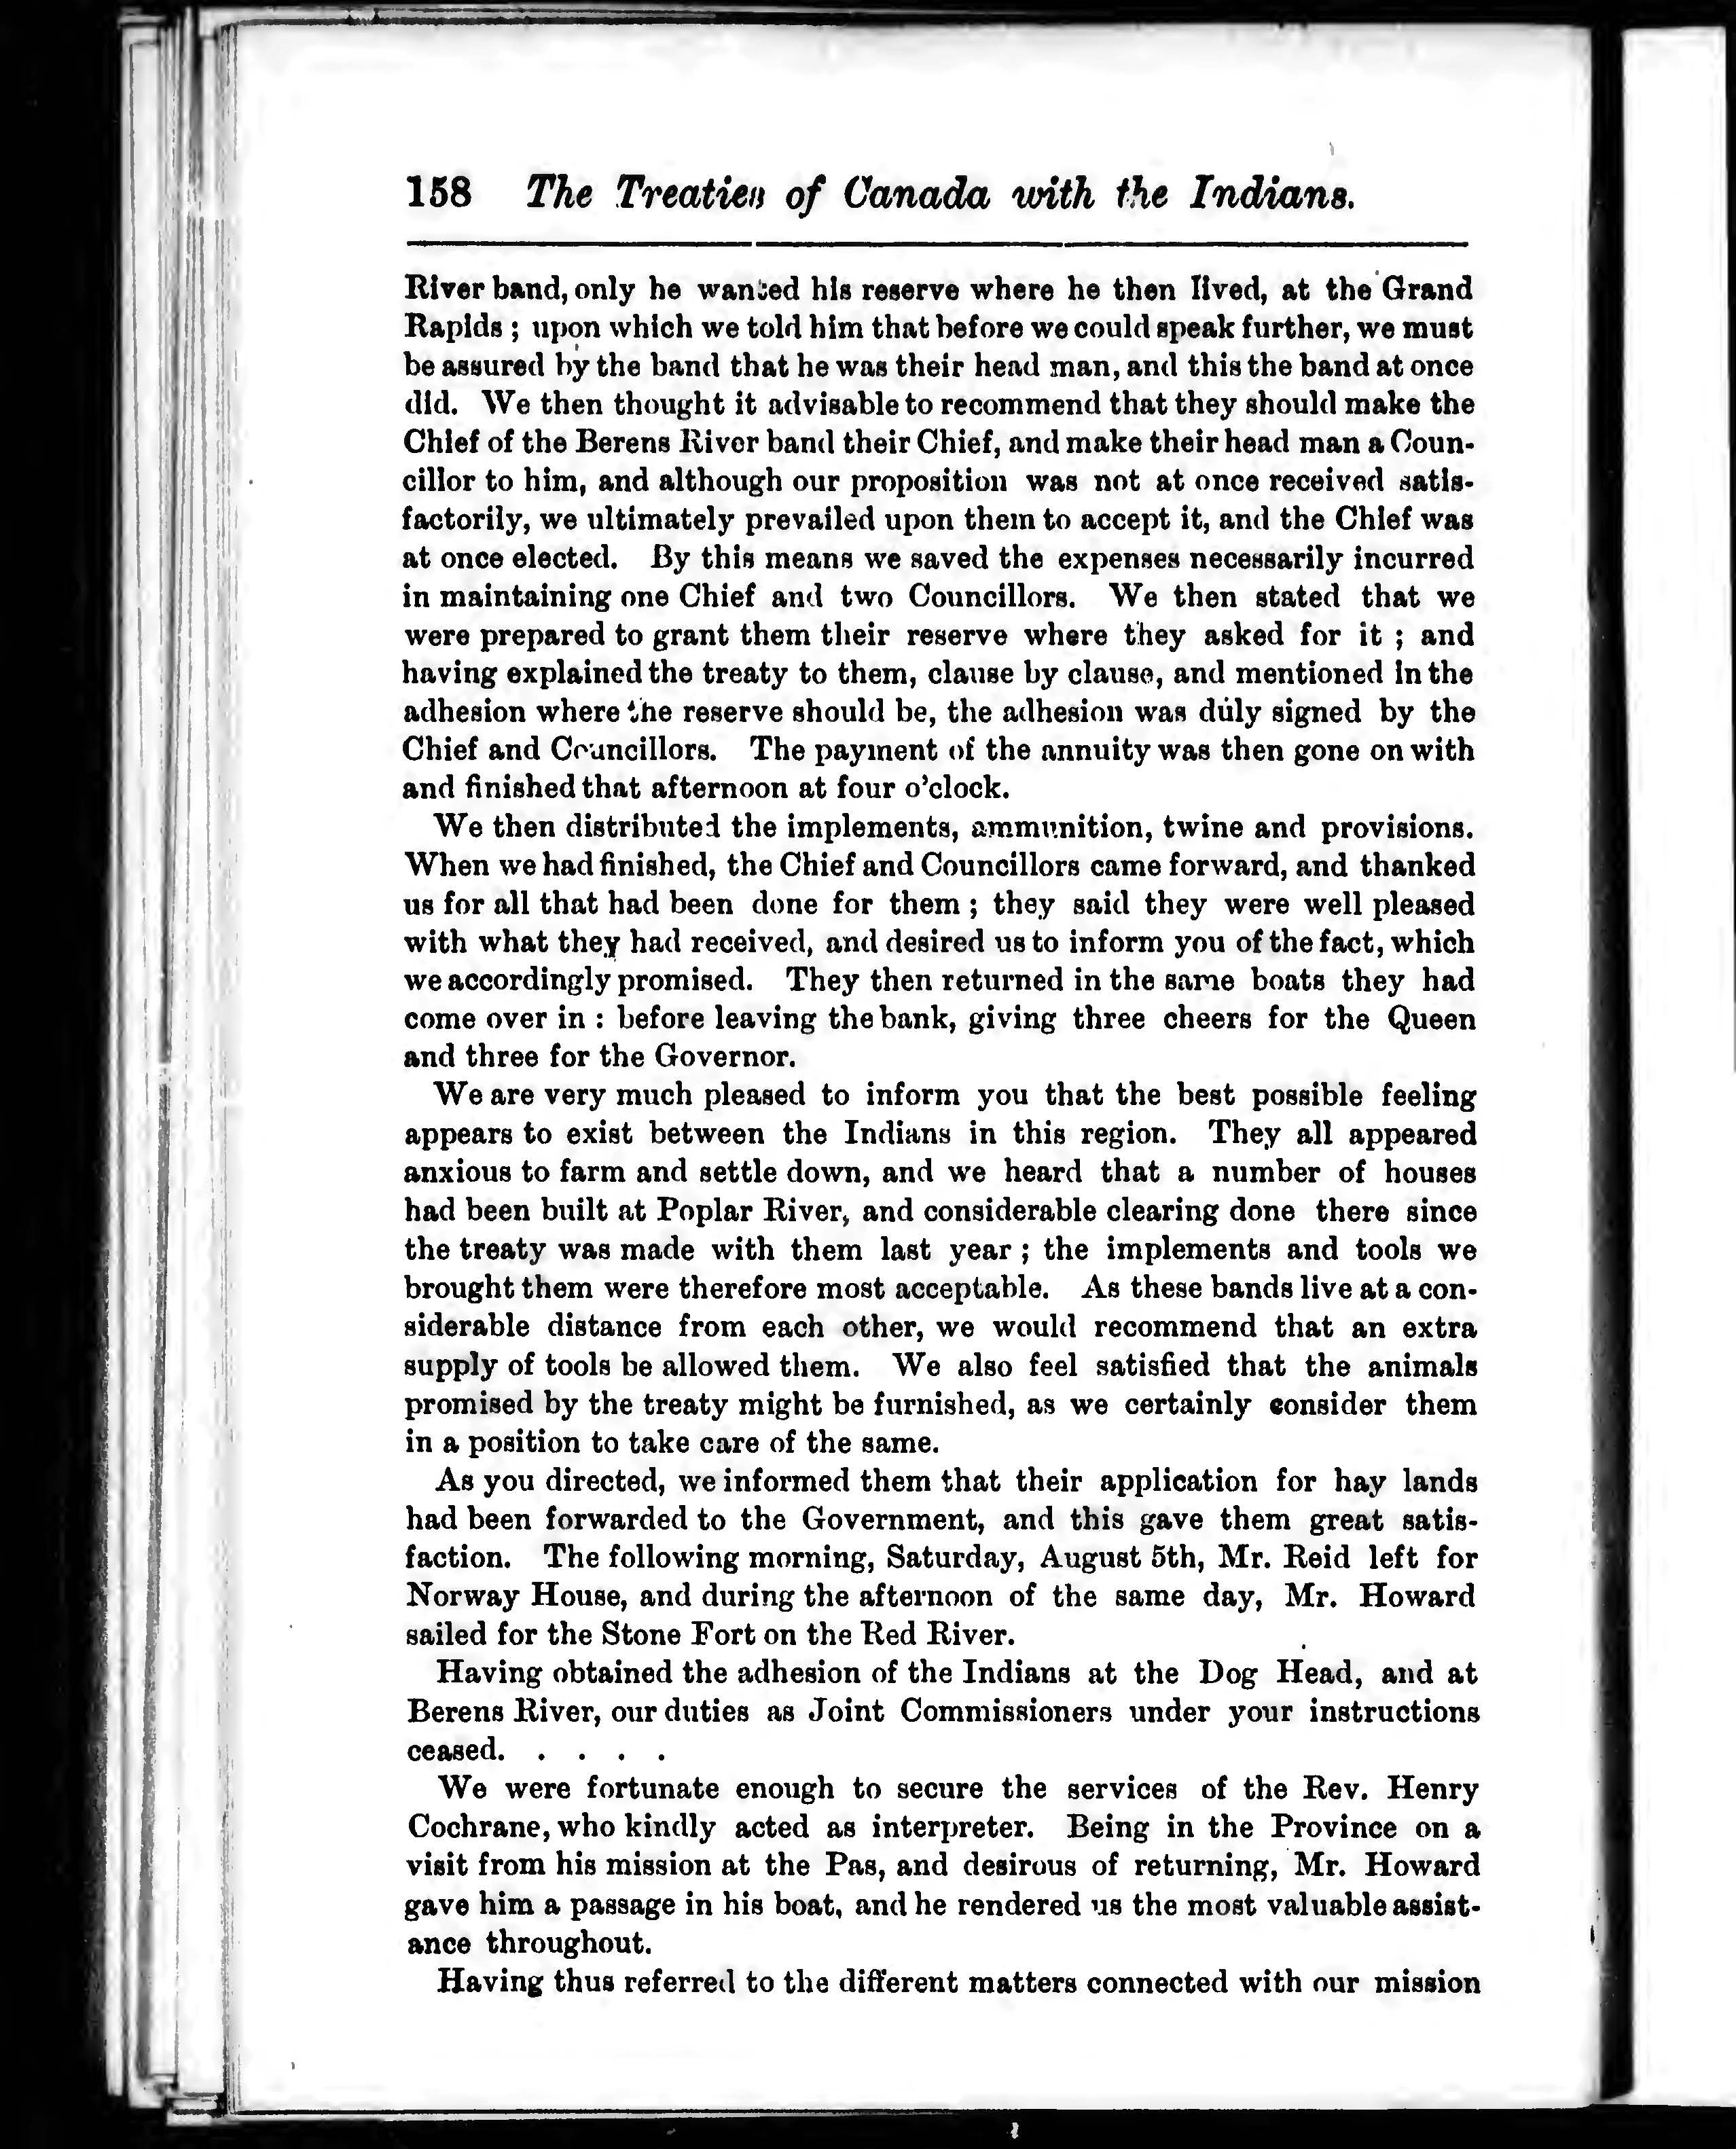 158 The Treaties of Canada with the Indians.
River band, only he wanted his reserve where he then lived, at the Grand
Rapids ; upon which we told him that before we could speak further, we must
be assured by the band that he was their head man, and this the band at once
did. We then thought it advisable to recommend that they should make the
Chief of the Berens River band their Chief, and make their head man a Coun-
cillor to him, and although our proposition was not at once received satis-
factorily, we ultimately prevailed upon them to accept it, and the Chief was
at once elected. By this means we saved the expenses necessarily incurred
in maintaining one Chief and two Councillors. We then stated that we
were prepared to grant them their reserve where they asked for it ; and
having explained the treaty to them, clause by clause, and mentioned in the
adhesion where the reserve should be, the adhesion was duly signed by the
Chief and Councillors. The payment of the annuity was then gone on with
and finished that afternoon at four o'clock.
We then distributed the implements, ammunition, twine and provisions.
When we had finished, the Chief and Councillors came forward, and thanked
us for all that had been done for them ; they said they were well pleased
with what they had received, and desired us to inform you of the fact, which
we accordingly promised. They then returned in the same boats they had
come over in : before leaving the bank, giving three cheers for the Queen
and three for the Governor.
We are very much pleased to inform you that the best possible feeling
appears to exist between the Indians in this region. They all appeared
anxious to farm and settle down, and we heard that a number of houses
had been built at Poplar River, and considerable clearing done there since
the treaty was made with them last year ; the implements and tools we
brought them were therefore most acceptable. As these bands live at a con-
siderable distance from each other, we would recommend that an extra
supply of tools be allowed them. We also feel satisfied that the animals
promised by the treaty might be furnished, as we certainly consider them
in a position to take care of the same.
As you directed, we informed them that their application for hay lands
had been forwarded to the Government, and this gave them great satis-
faction. The following morning, Saturday, August 5th, Mr. Reid left for
Norway House, and during the afternoon of the same day, Mr. Howard
sailed for the Stone Fort on the Red River.
Having obtained the adhesion of the Indians at the Dog Head, and at
Berens River, our duties as Joint Commissioners under your instructions
ceased. . . . .
We were fortunate enough to secure the services of the Rev. Henry
Cochrane, who kindly acted as interpreter. Being in the Province on a
visit from his mission at the Pas, and desirous of returning, Mr. Howard
gave him a passage in his boat, and he rendered us the most valuable assist-
ance throughout.
Having thus referred to the different matters connected with our mission